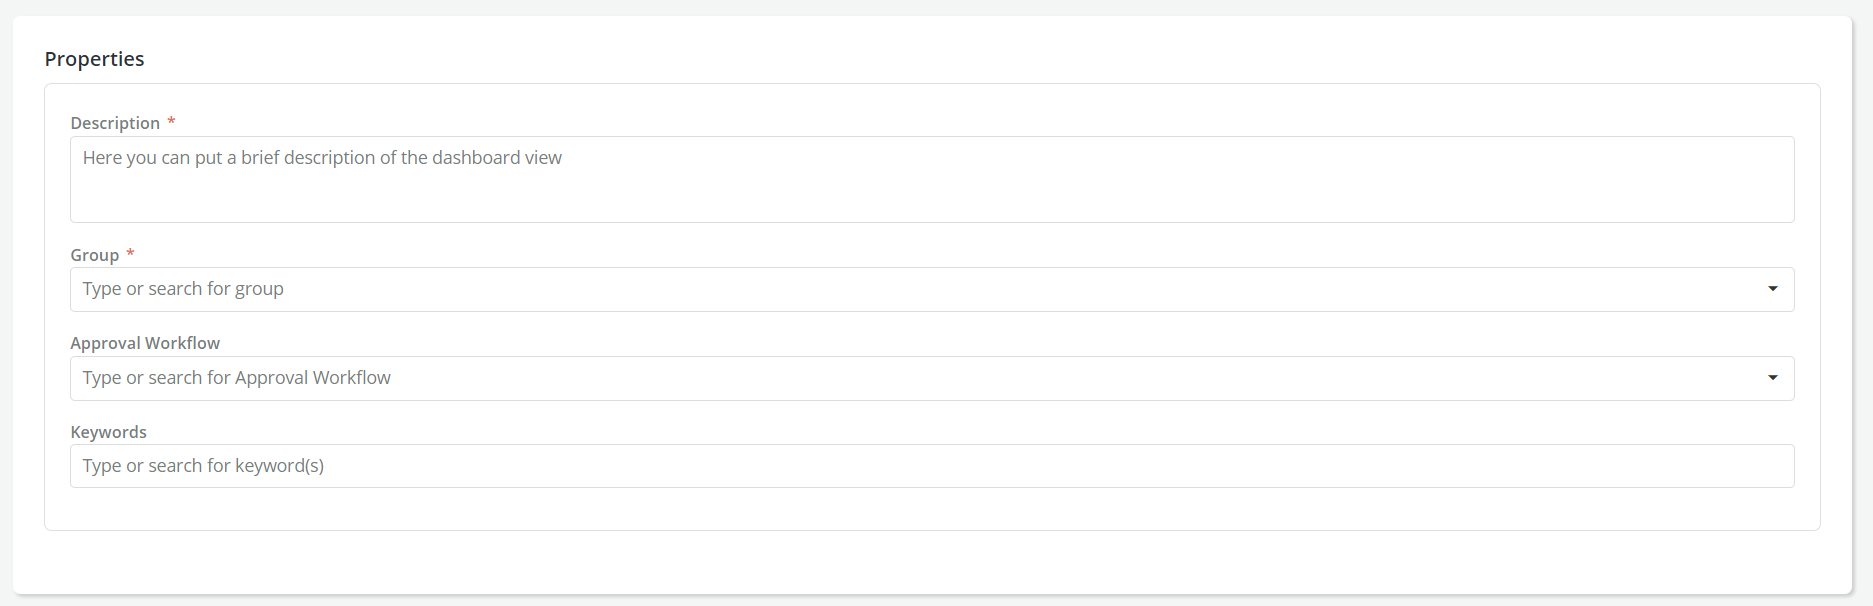 Properties
Description *
Here you can put a brief description of the dashboard view
Group *
Type or search for group
Approval Workflow
Type or search for Approval Workflow
Keywords
Type or search for keyword(s)